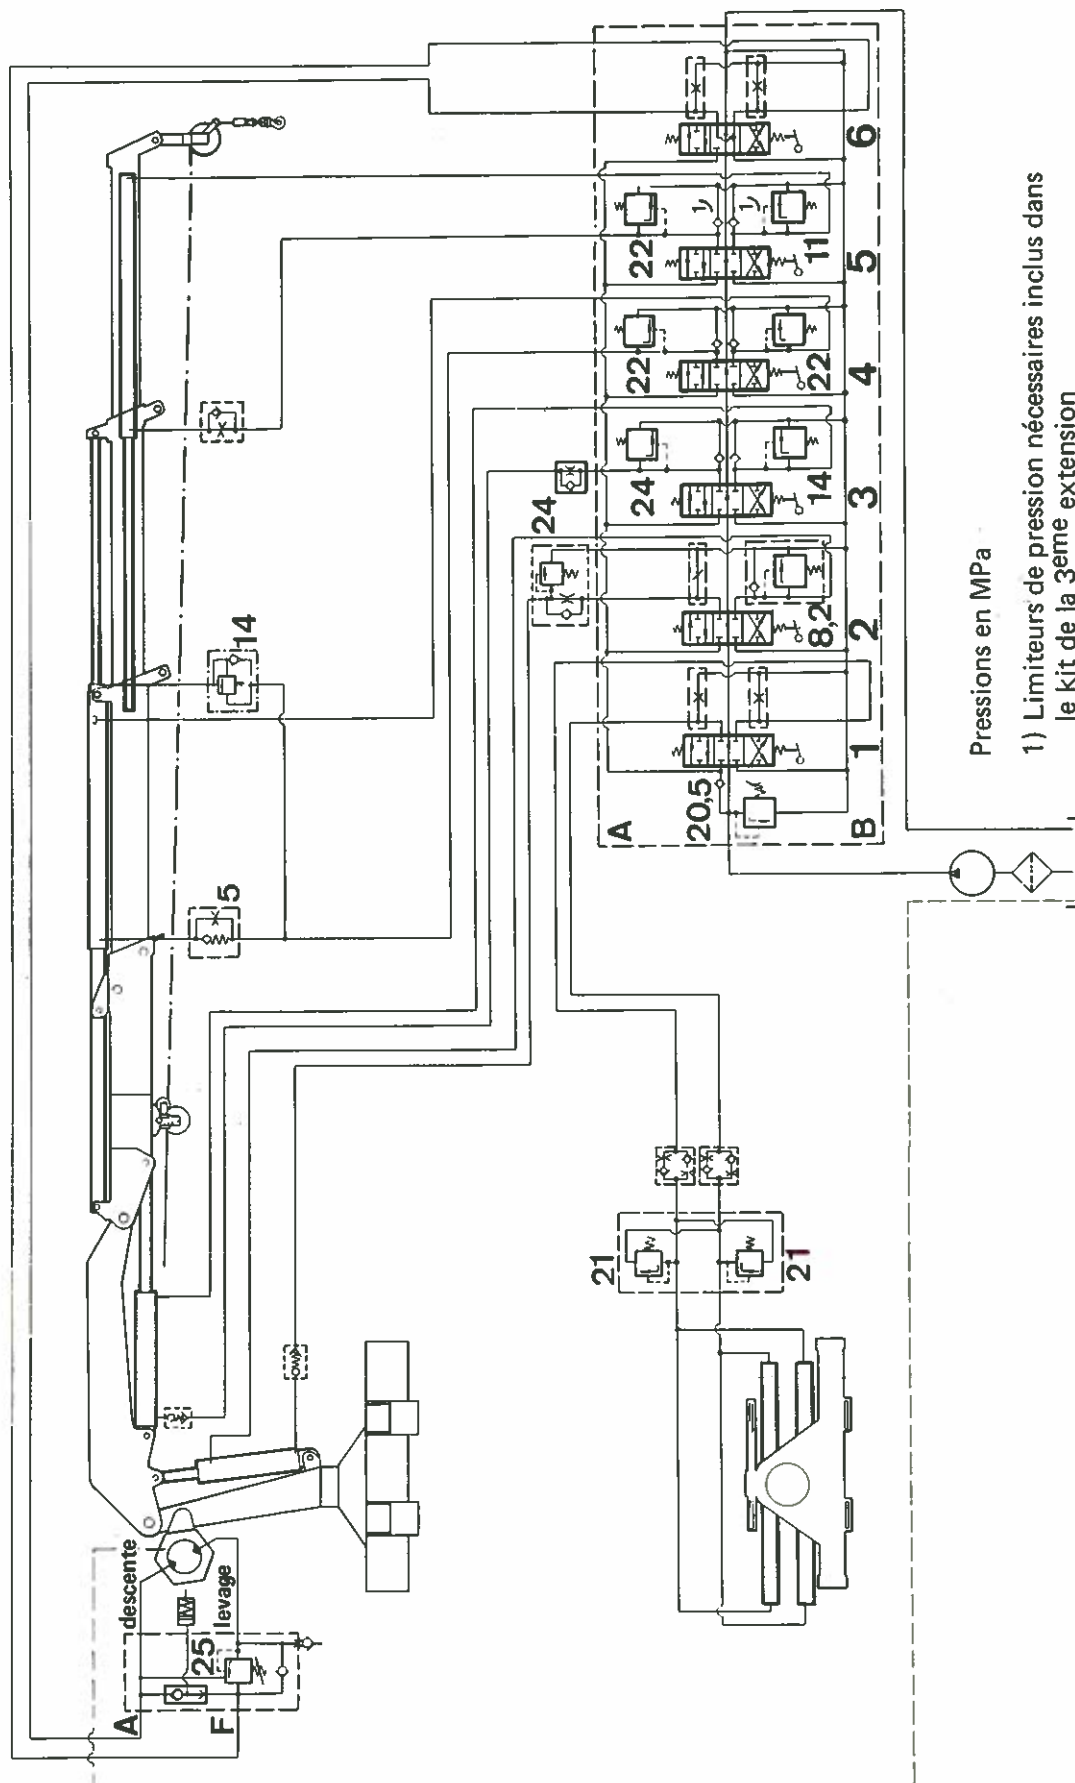 descente
levage
25
A
F
5
14
24
24
14
22
22
22
11
1)
1)
8,2
20,5
A
B
1
2
3
4
5
6
21
21
Pressions en MPa
1) Limiteurs de pression nécessaires inclus dans
le kit de la 3ème extension